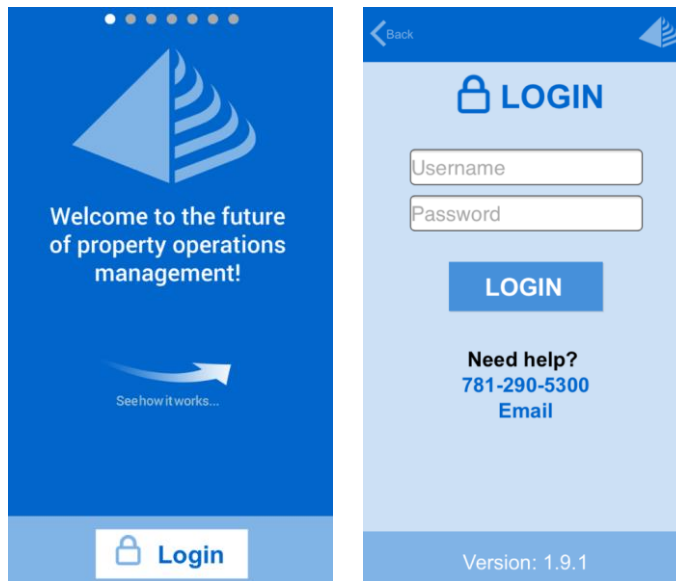 Welcome to the future
of property operations
management!
See how it works...
Login
Back
LOGIN
Username
Password
LOGIN
Need help?
781-290-5300
Email
Version: 1.9.1